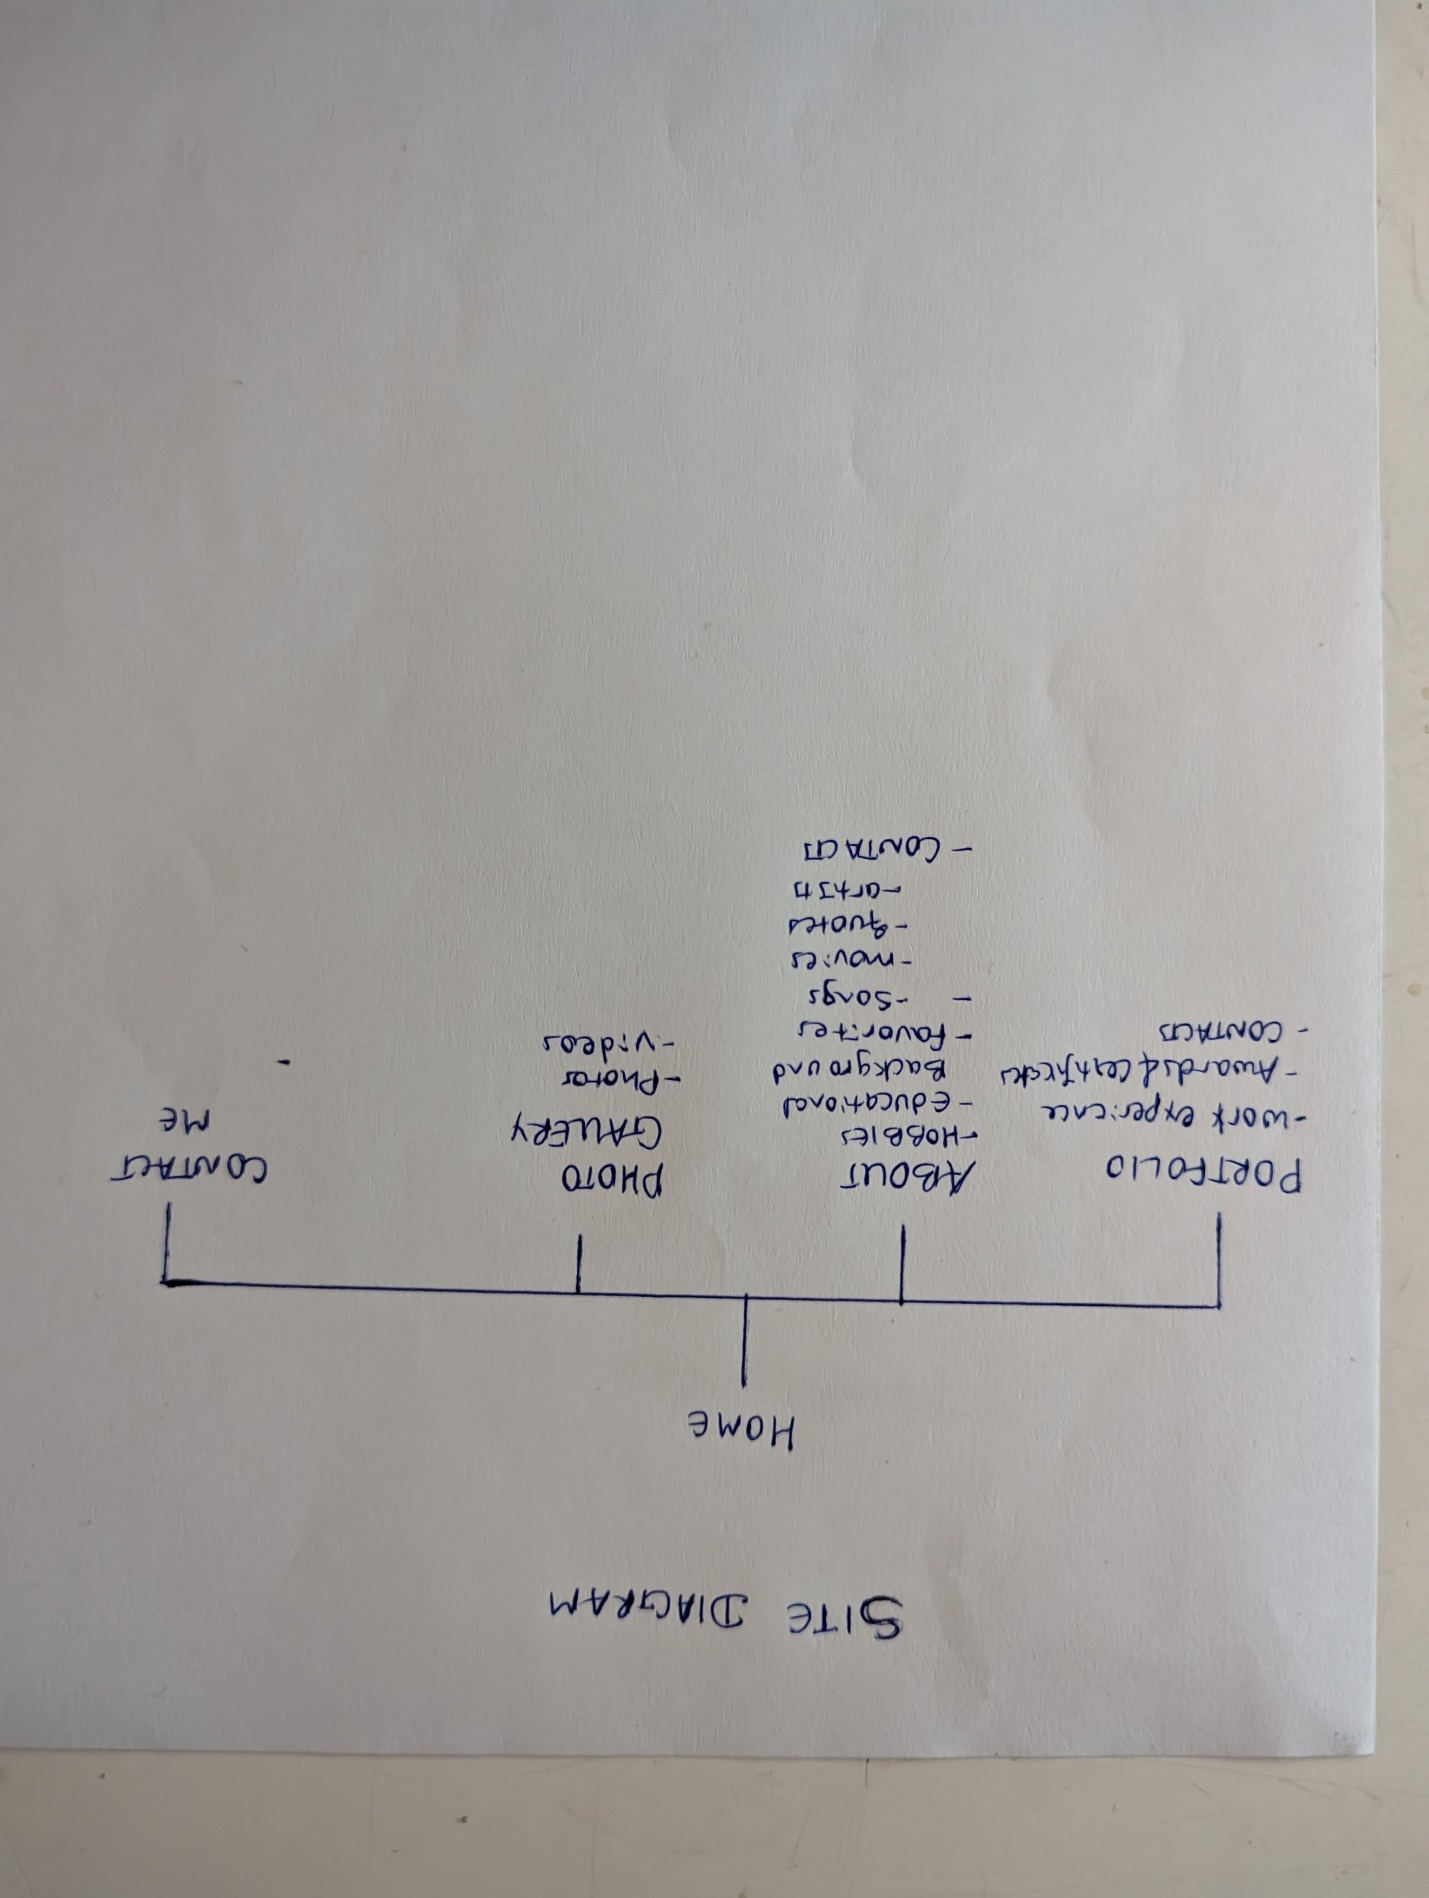 SITE DIAGRAM
HOME
PORTFOLIO
-work experience
-Awards & Certificates
- CONTACTS
ABOUT
-HOBBIES
-Educational
Background
-Favorites
- -Songs
-movies
-quotes
-artists
- CONTACTS
PHOTO
GALLERY
-Photos
-Videos
CONTACT
ME
-